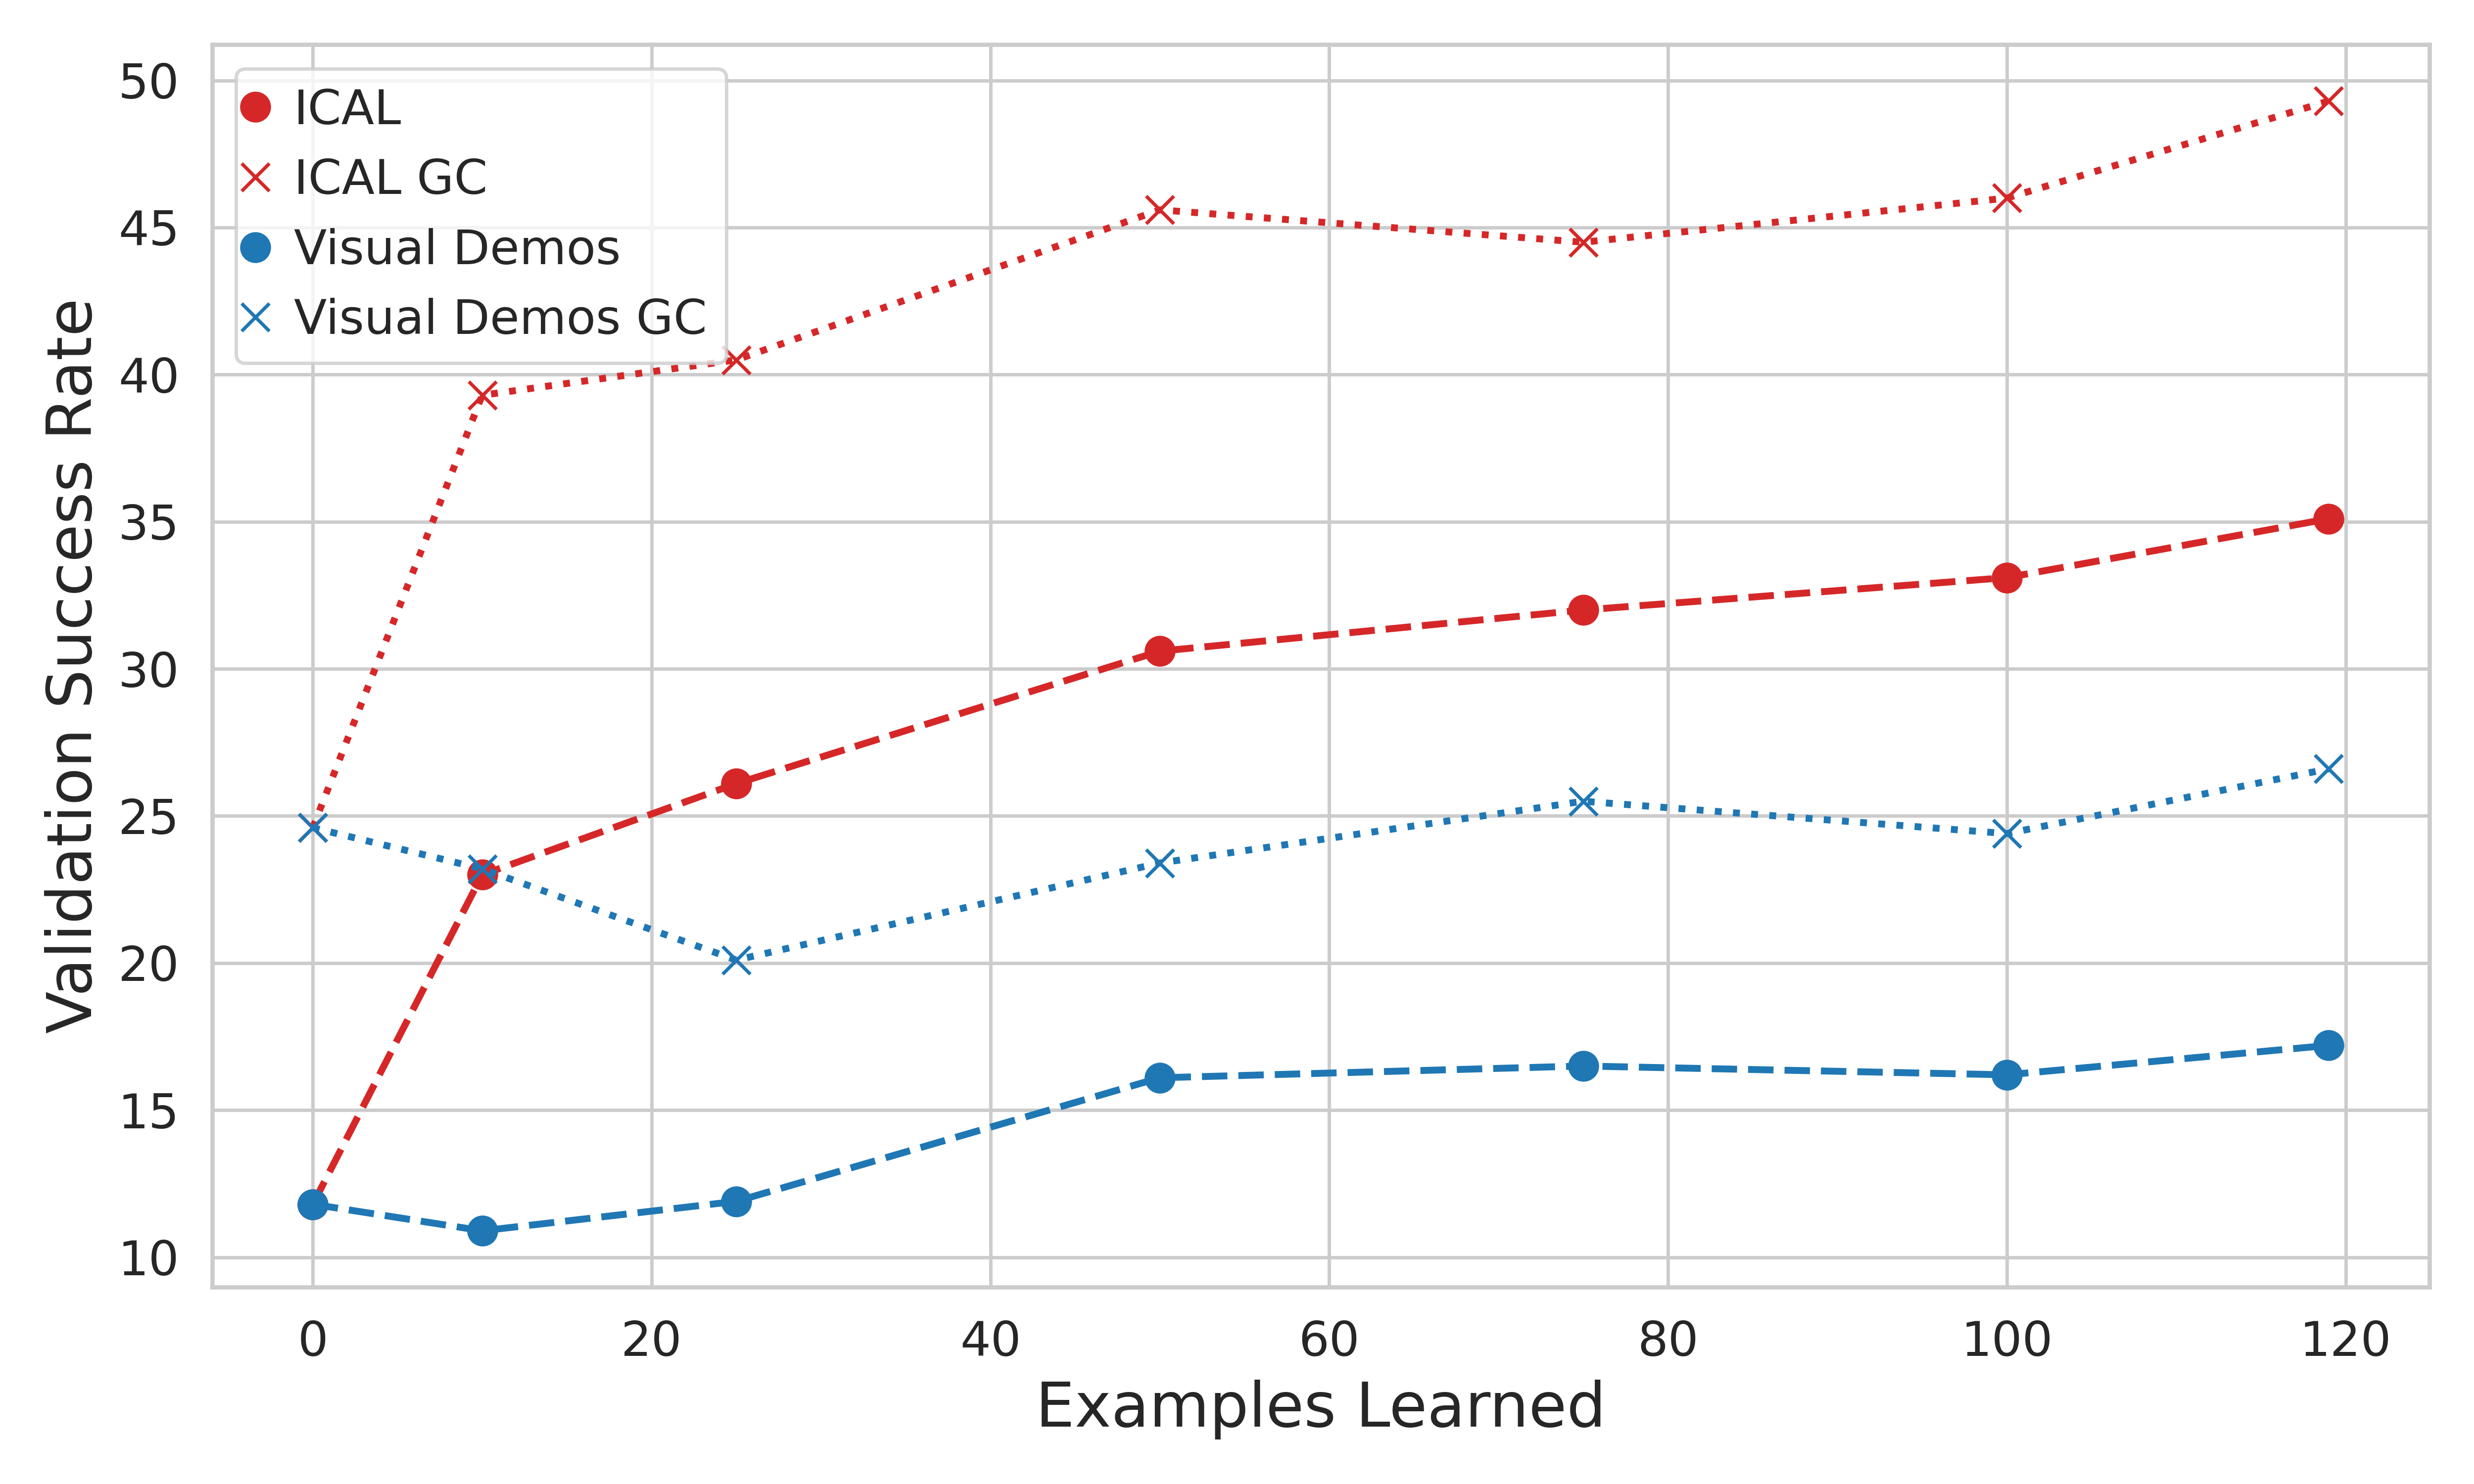 ICAL
ICAL GC
Visual Demos
Visual Demos GC
Validation Success Rate
50
45
40
35
30
25
20
15
10
0 20 40 60 80 100 120
Examples Learned